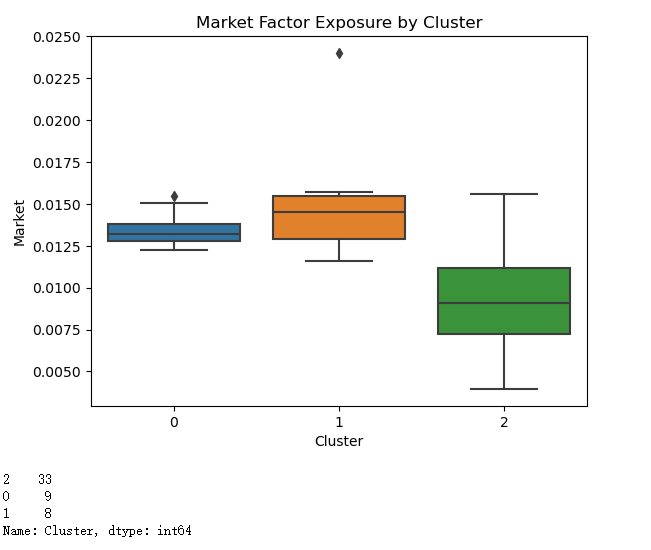 Market Factor Exposure by Cluster
0.0250
0.0225
0.0200
0.0175
0.0150
0.0125
0.0100
0.0075
0.0050
Market
0 1 2
Cluster
2 33
0 9
1 8
Name: Cluster, dtype: int64